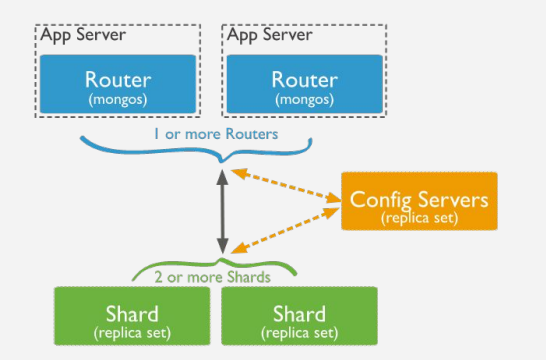 App Server
App Server
Router
(mongos)
Router
(mongos)
1 or more Routers
Config Servers
(replica set)
2 or more Shards
Shard
(replica set)
Shard
(replica set)